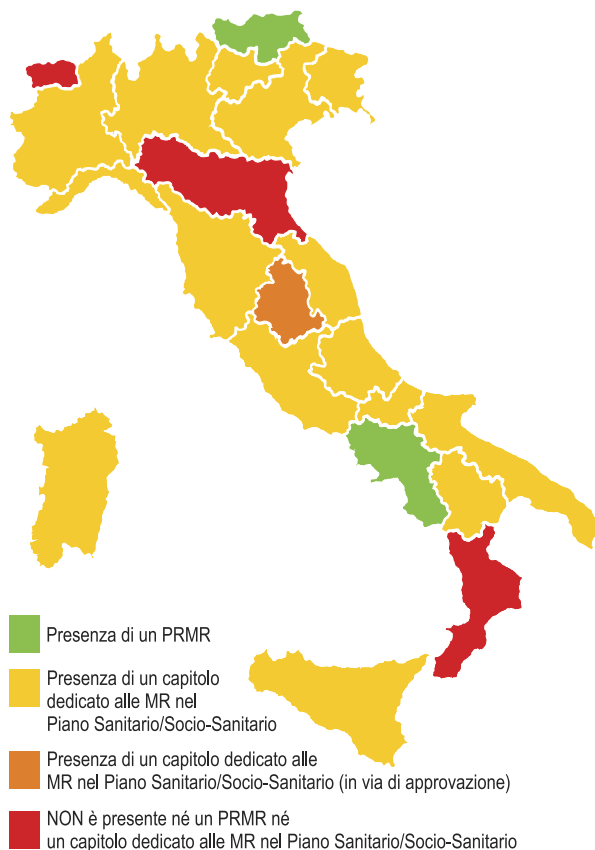 Presenza di un PRMR
Presenza di un capitolo
dedicato alle MR nel
Piano Sanitario/Socio-Sanitario
Presenza di un capitolo dedicato alle
MR nel Piano Sanitario/Socio-Sanitario (in via di approvazione)
NON è presente né un PRMR né
un capitolo dedicato alle MR nel Piano Sanitario/Socio-Sanitario